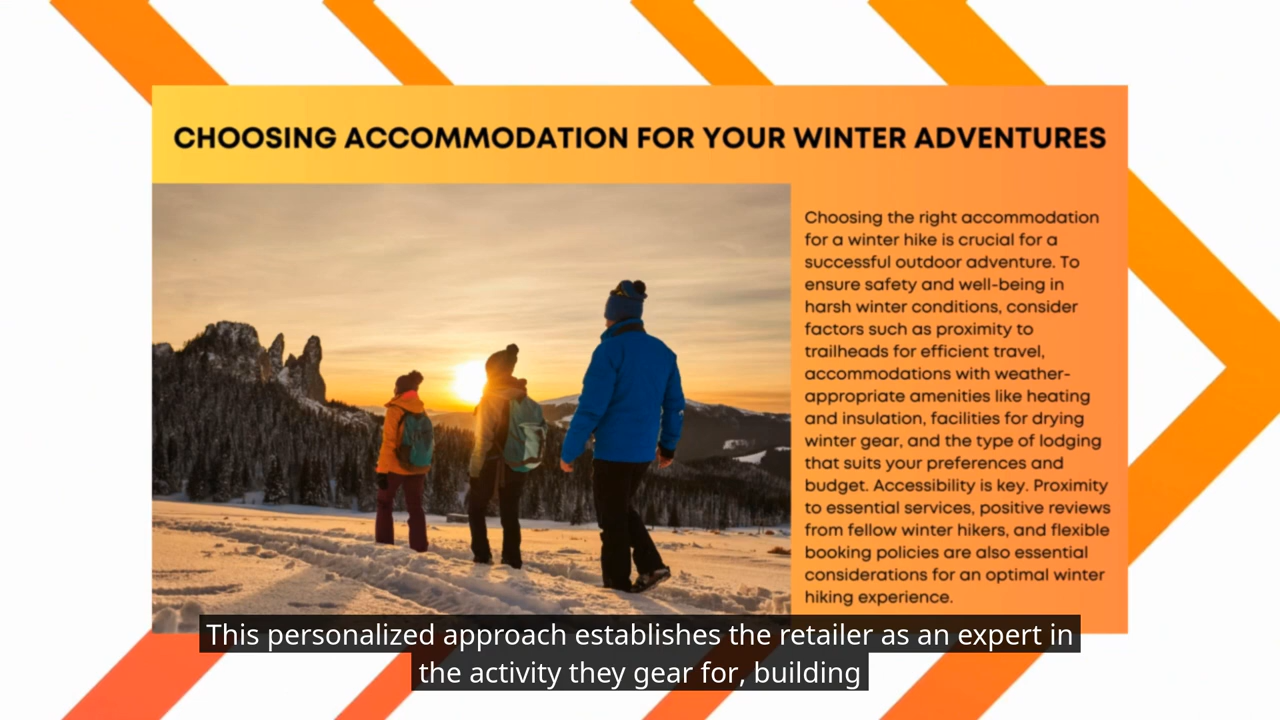 CHOOSING ACCOMMODATION FOR YOUR WINTER ADVENTURES
Choosing the right accommodation
for a winter hike is crucial for a
successful outdoor adventure. To
ensure safety and well-being in
harsh winter conditions, consider
factors such as proximity to
trailheads for efficient travel,
accommodations with weather-
appropriate amenities like heating
and insulation, facilities for drying
winter gear, and the type of lodging
that suits your preferences and
budget. Accessibility is key. Proximity
to essential services, positive reviews
from fellow winter hikers, and flexible
booking policies are also essential
considerations for an optimal winter
hiking experience.
This personalized approach establishes the retailer as an expert in
the activity they gear for, building